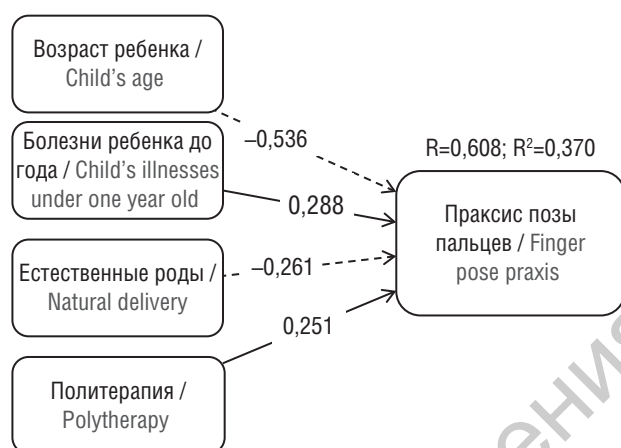 Возраст ребенка /
Child's age
–0,536
R=0,608; R²=0,370
Болезни ребенка до
года / Child's illnesses
under one year old
0,288
Праксис позы
пальцев / Finger
pose praxis
Естественные роды /
Natural delivery
–0,261
0,251
Политерапия /
Polytherapy